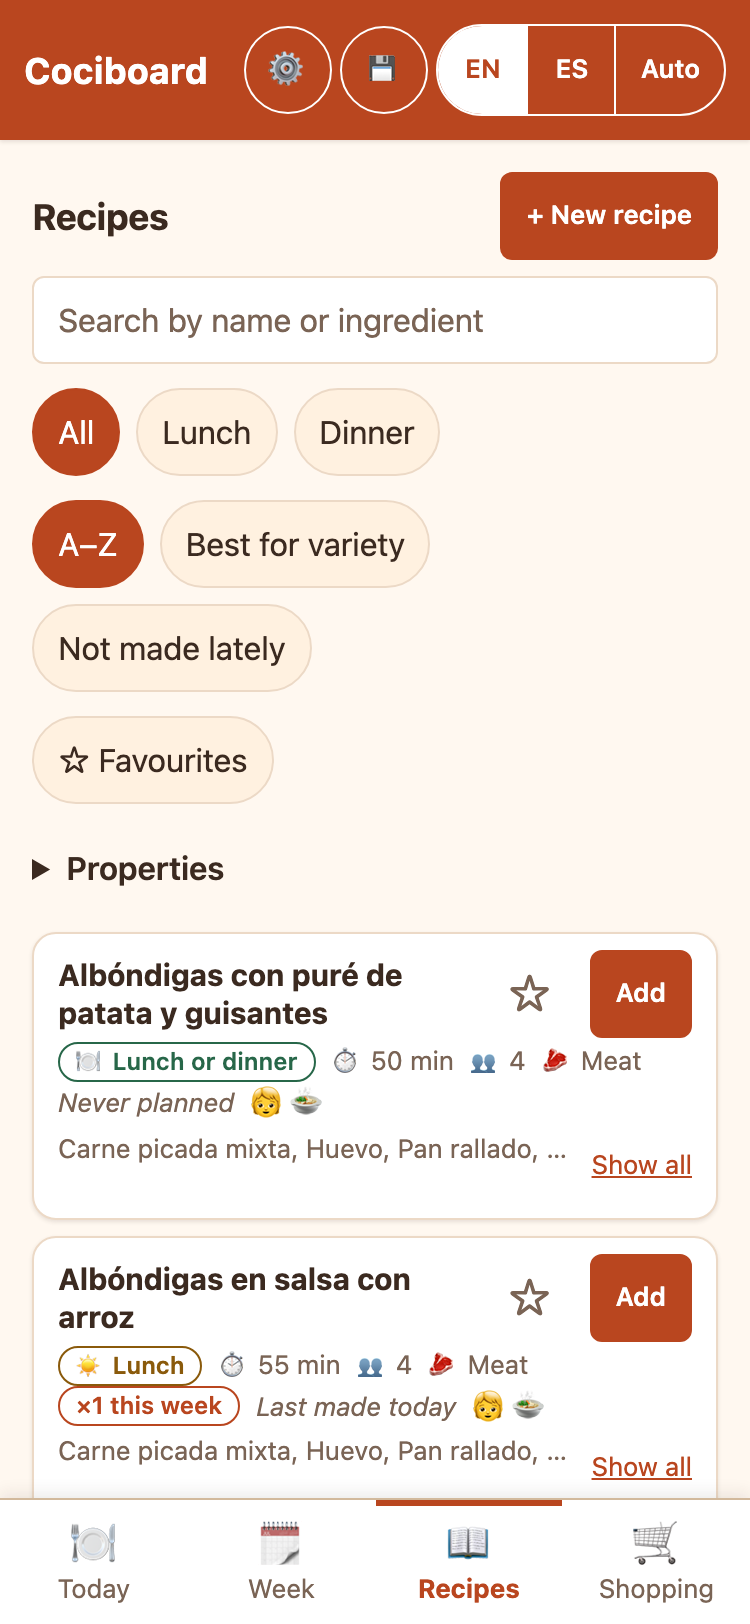 Cociboard
EN
ES
Auto
Recipes
+ New recipe
Search by name or ingredient
All
Lunch
Dinner
A–Z
Best for variety
Not made lately
☆ Favourites
▶ Properties
Albóndigas con puré de
patata y guisantes
Add
Lunch or dinner 50 min 4 Meat
Never planned
Carne picada mixta, Huevo, Pan rallado, ...
Show all
Albóndigas en salsa con
arroz
Add
Lunch 55 min 4 Meat
×1 this week Last made today
Carne picada mixta, Huevo, Pan rallado, ...
Show all
Today
Week
Recipes
Shopping